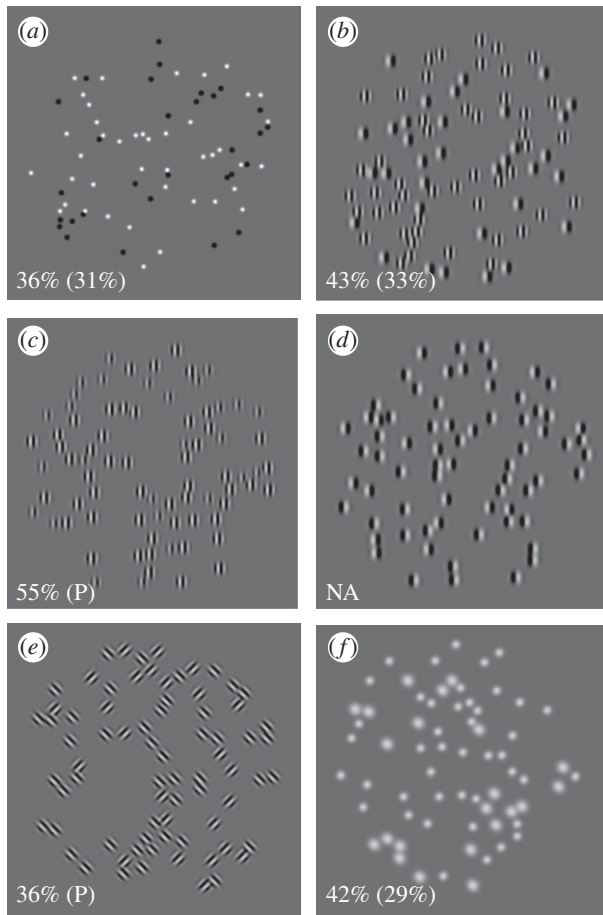 (a)
36% (31%)
(b)
43% (33%)
(c)
55% (P)
(d)
NA
(e)
36% (P)
(f)
42% (29%)